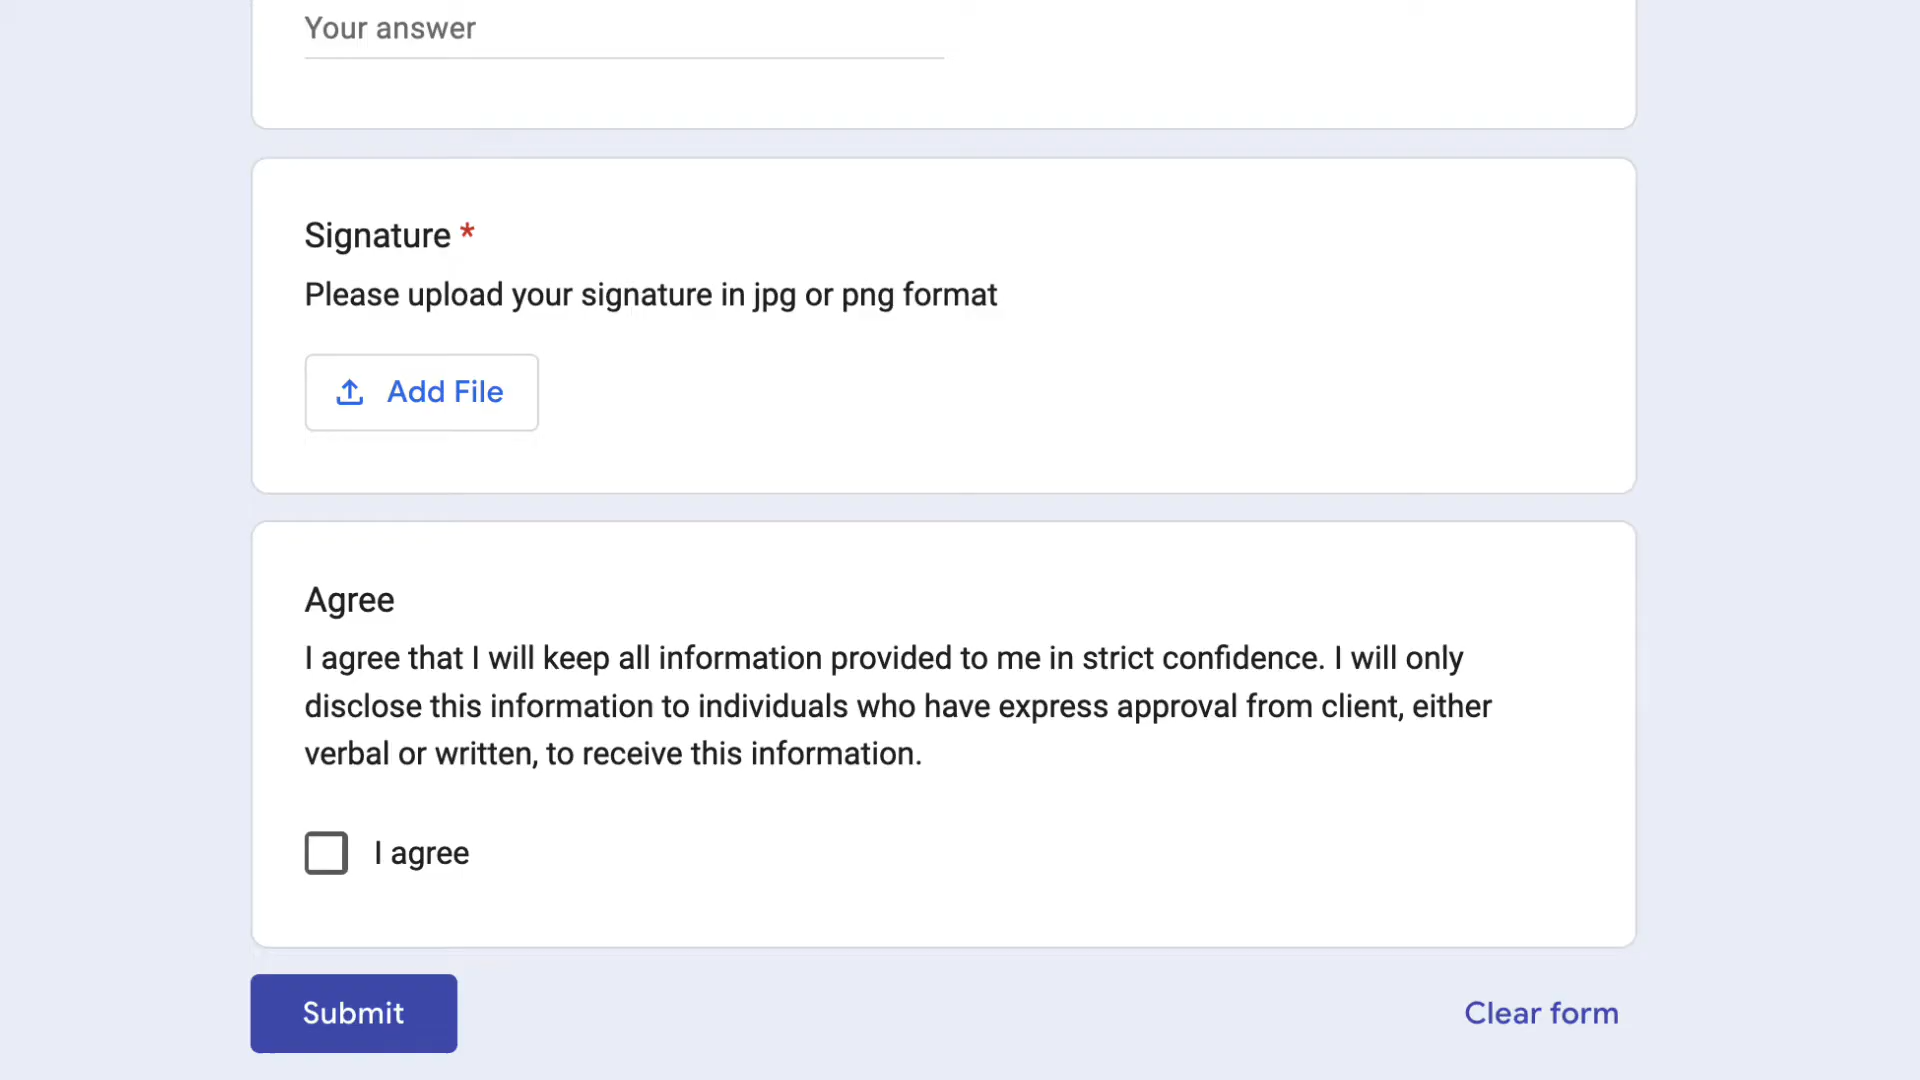 Your answer
Signature *
Please upload your signature in jpg or png format
Add File
Agree
I agree that I will keep all information provided to me in strict confidence. I will only
disclose this information to individuals who have express approval from client, either
verbal or written, to receive this information.
I agree
Submit
Clear form